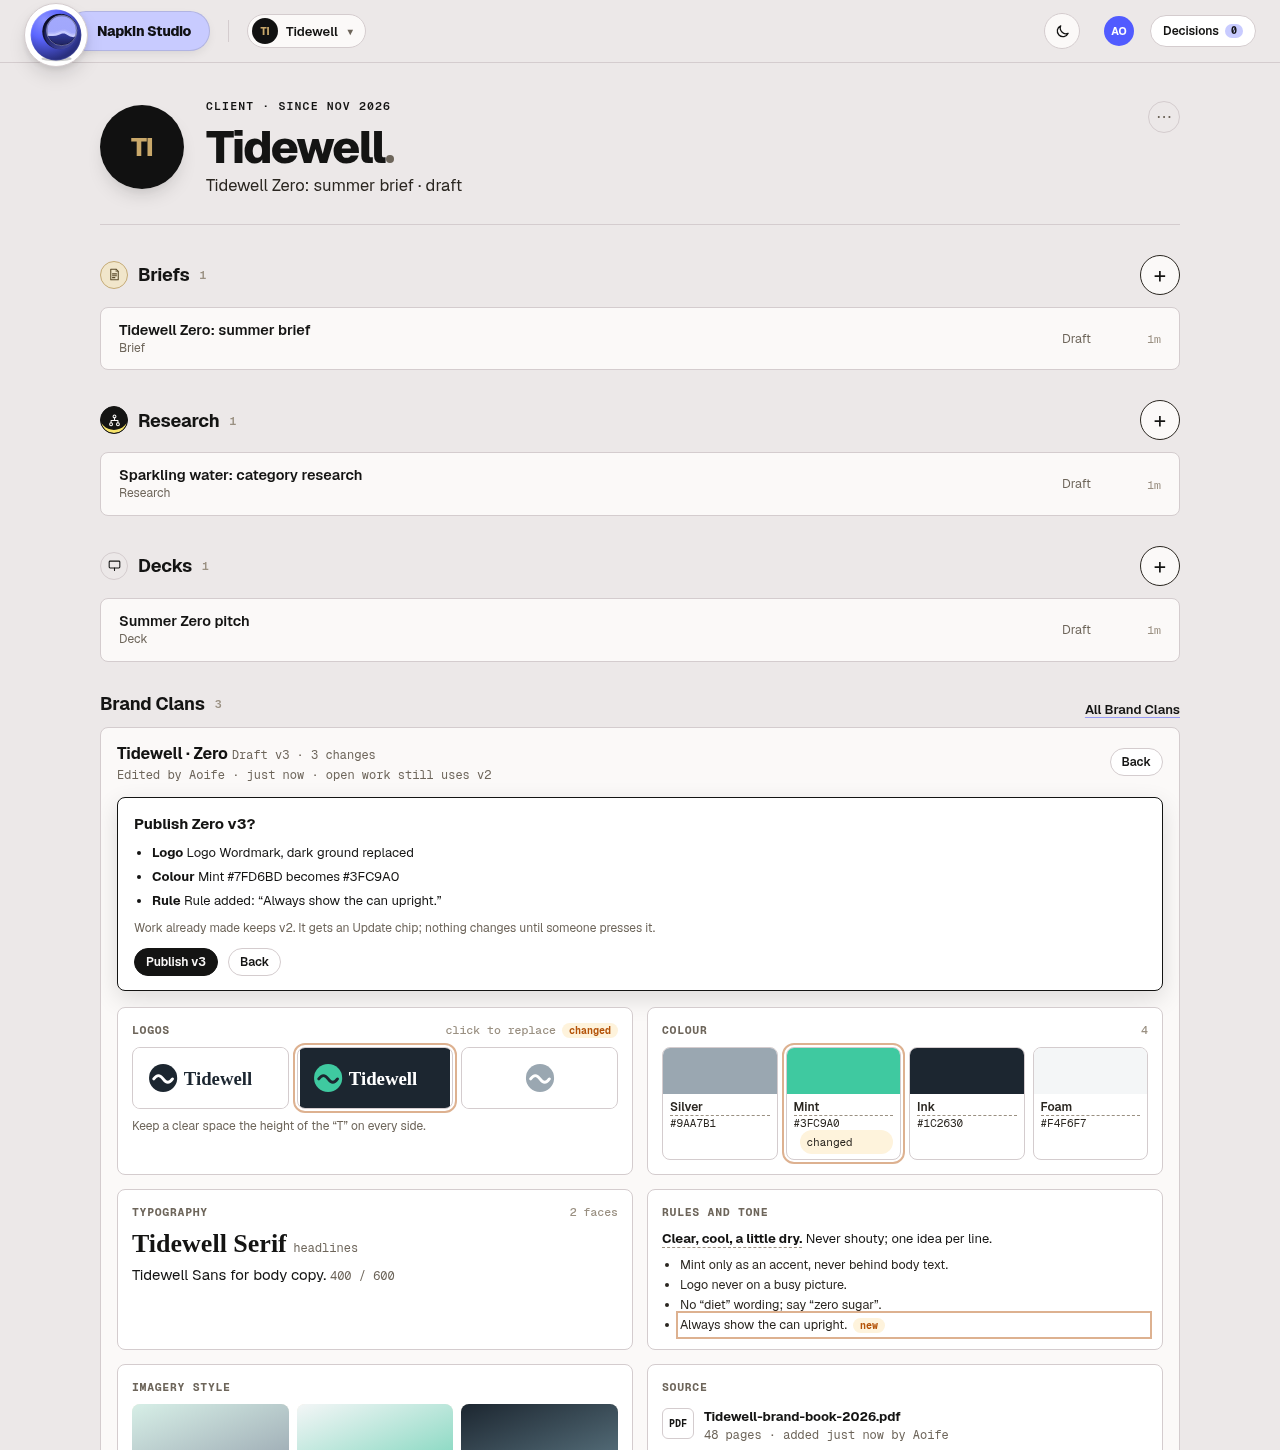 Napkin Studio
TI Tidewell ▾
AO
Decisions 0
TI
CLIENT · SINCE NOV 2026
Tidewell.
Tidewell Zero: summer brief · draft
···
Briefs 1
+
Tidewell Zero: summer brief
Brief
Draft
1m
Research 1
+
Sparkling water: category research
Research
Draft
1m
Decks 1
+
Summer Zero pitch
Deck
Draft
1m
Brand Clans 3
All Brand Clans
Tidewell · Zero Draft v3 · 3 changes
Edited by Aoife · just now · open work still uses v2
Back
Publish Zero v3?
• Logo Logo Wordmark, dark ground replaced
• Colour Mint #7FD6BD becomes #3FC9A0
• Rule Rule added: “Always show the can upright.”
Work already made keeps v2. It gets an Update chip; nothing changes until someone presses it.
Publish v3 Back
LOGOS click to replace changed
Tidewell
Tidewell
Keep a clear space the height of the “T” on every side.
COLOUR 4
Silver
#9AA7B1
Mint
#3FC9A0
changed
Ink
#1C2630
Foam
#F4F6F7
TYPOGRAPHY 2 faces
Tidewell Serif headlines
Tidewell Sans for body copy. 400 / 600
RULES AND TONE
Clear, cool, a little dry. Never shouty; one idea per line.
• Mint only as an accent, never behind body text.
• Logo never on a busy picture.
• No “diet” wording; say “zero sugar”.
• Always show the can upright. new
IMAGERY STYLE
SOURCE
PDF
Tidewell-brand-book-2026.pdf
48 pages · added just now by Aoife